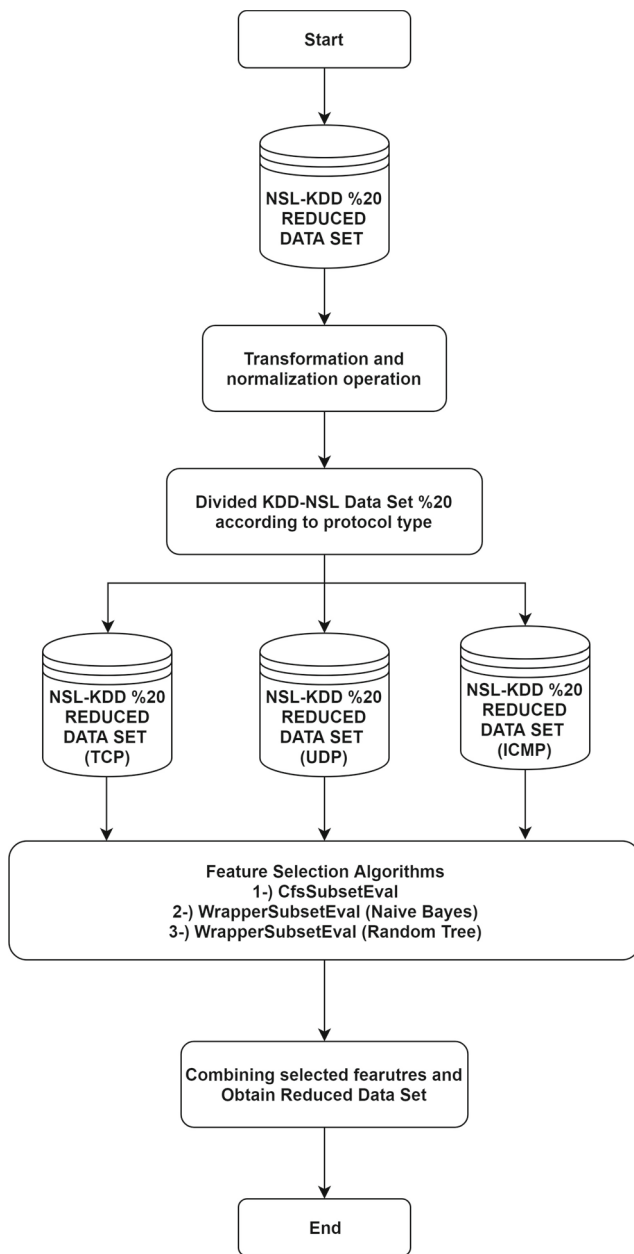 Start
NSL-KDD %20
REDUCED
DATA SET
Transformation and
normalization operation
Divided KDD-NSL Data Set %20
according to protocol type
NSL-KDD %20
REDUCED
DATA SET
(TCP)
NSL-KDD %20
REDUCED
DATA SET
(UDP)
NSL-KDD %20
REDUCED
DATA SET
(ICMP)
Feature Selection Algorithms
1-) CfsSubsetEval
2-) WrapperSubsetEval (Naive Bayes)
3-) WrapperSubsetEval (Random Tree)
Combining selected fearutres and
Obtain Reduced Data Set
End